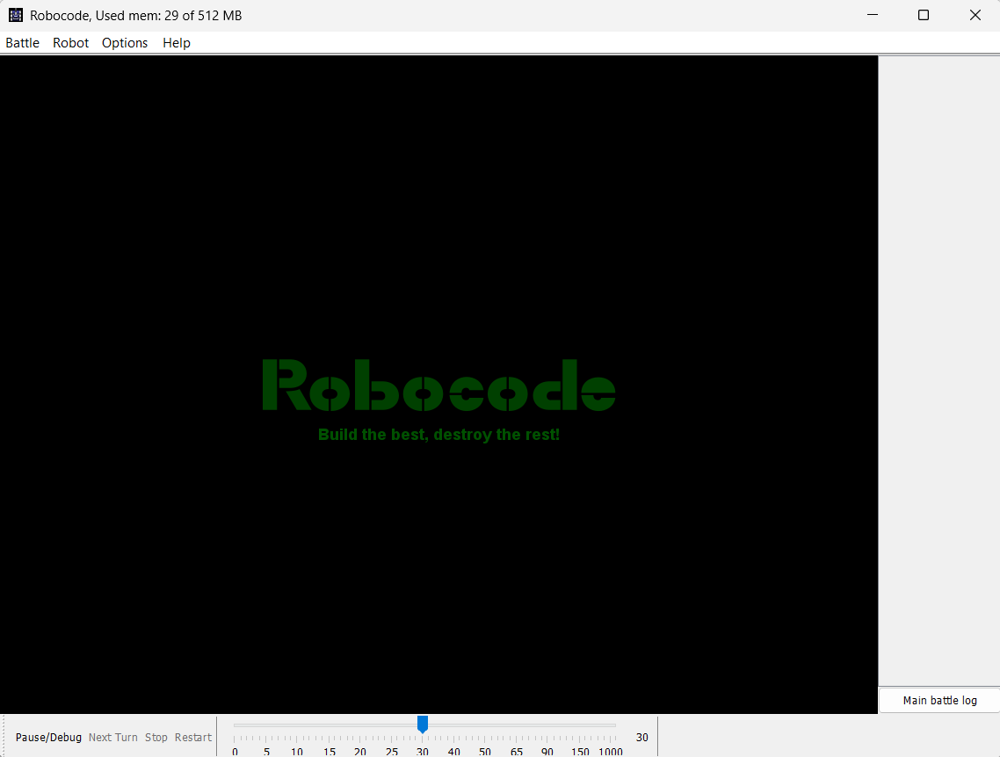 Robocode, Used mem: 29 of 512 MB
Battle Robot Options Help
Robocode
Build the best, destroy the rest!
Main battle log
Pause/Debug Next Turn Stop Restart 30
0 5 10 15 20 25 30 40 50 65 90 150 1000